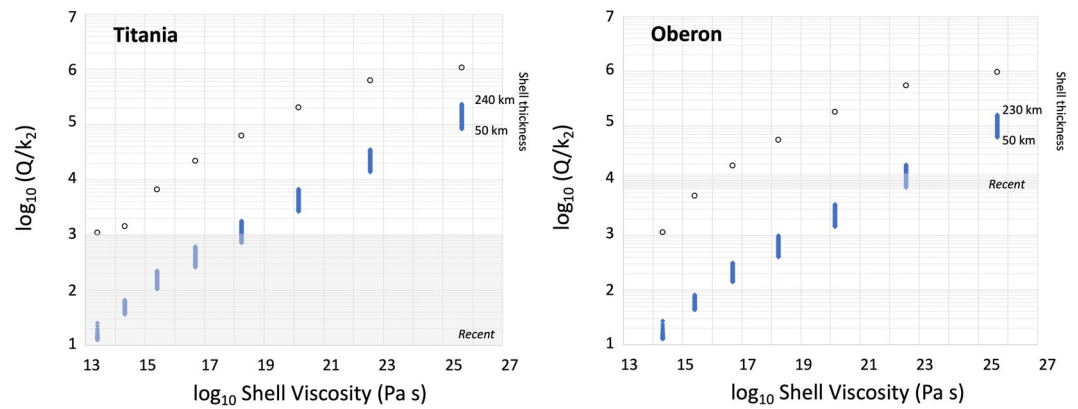 Titania
7
6
5
4
3
2
1
log10 (Q/k2)
240 km
50 km
Shell thickness
Recent
13 15 17 19 21 23 25 27
log10 Shell Viscosity (Pa s)
Oberon
7
6
5
4
3
2
1
log10 (Q/k2)
230 km
50 km
Shell thickness
Recent
13 15 17 19 21 23 25 27
log10 Shell Viscosity (Pa s)